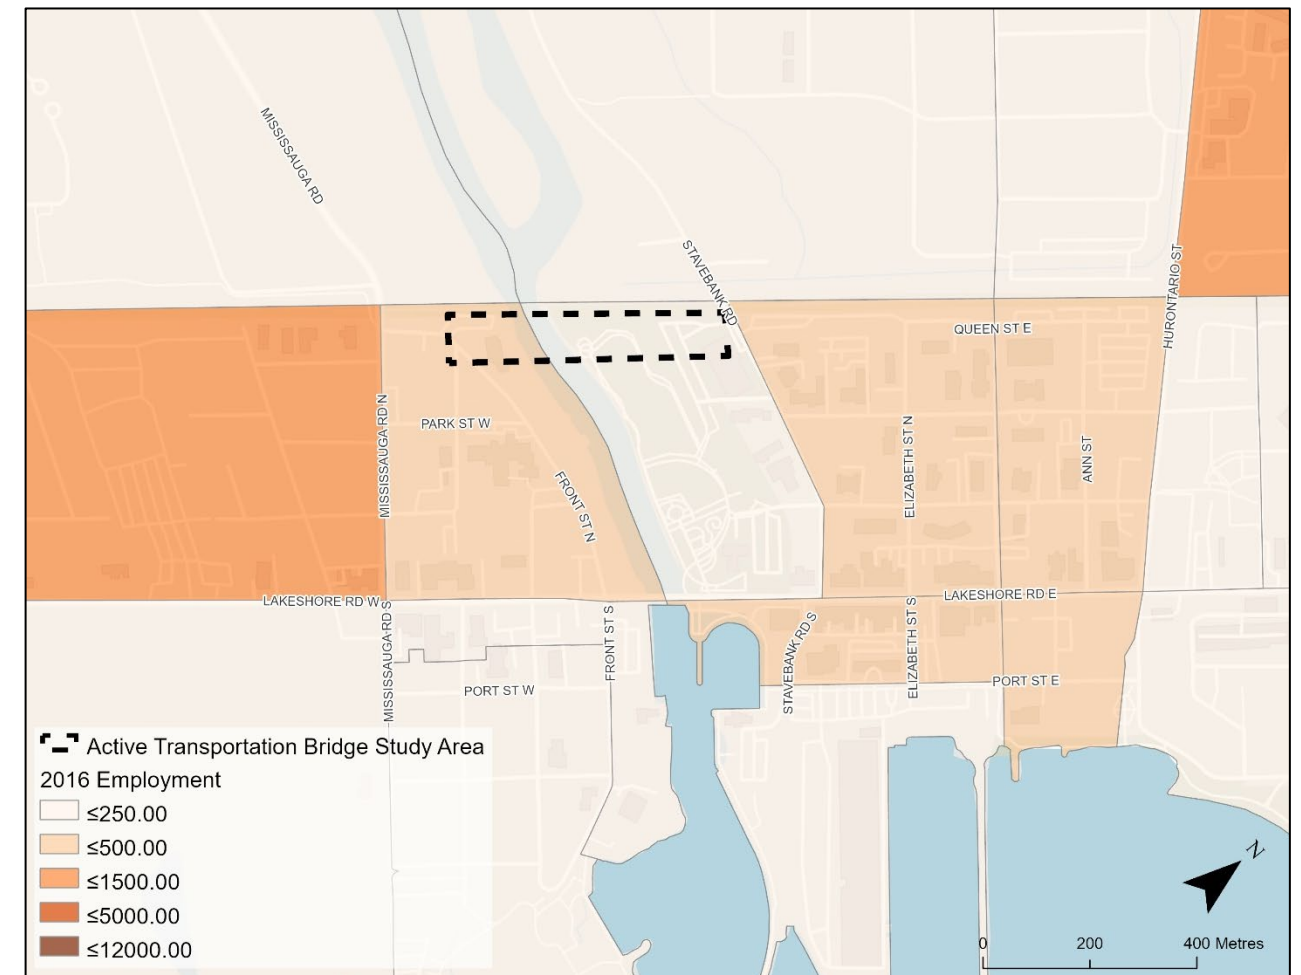 MISSISSAUGA RD
STAVEBANK RD
HURONTARIO ST
QUEEN ST E
MISSISSAUGA RD N
PARK ST W
FRONT ST N
ELIZABETH ST N
ANN ST
LAKESHORE RD W
LAKESHORE RD E
MISSISSAUGA RD S
FRONT ST S
STAVEBANK RD S
ELIZABETH ST S
PORT ST W
PORT ST E
Active Transportation Bridge Study Area
2016 Employment
≤250.00
≤500.00
≤1500.00
≤5000.00
≤12000.00
N
0 200 400 Metres